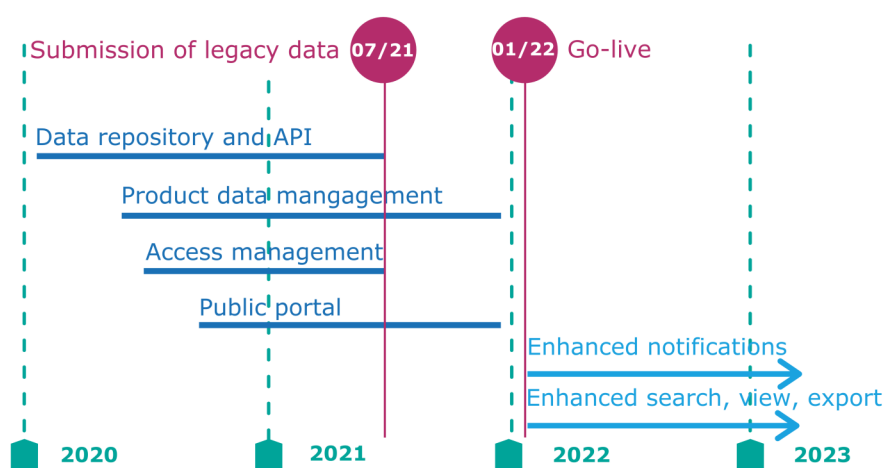 Submission of legacy data
07/21
01/22
Go-live
Data repository and API
Product data mangagement
Access management
Public portal
Enhanced notifications
Enhanced search, view, export
2020
2021
2022
2023